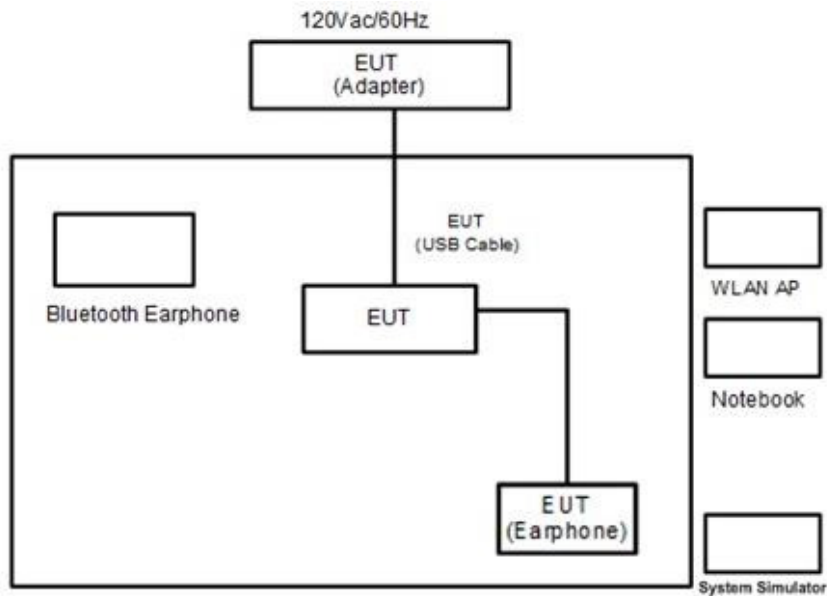 120Vac/60Hz
EUT
(Adapter)
EUT
(USB Cable)
Bluetooth Earphone
EUT
WLAN AP
Notebook
EUT
(Earphone)
System Simulator